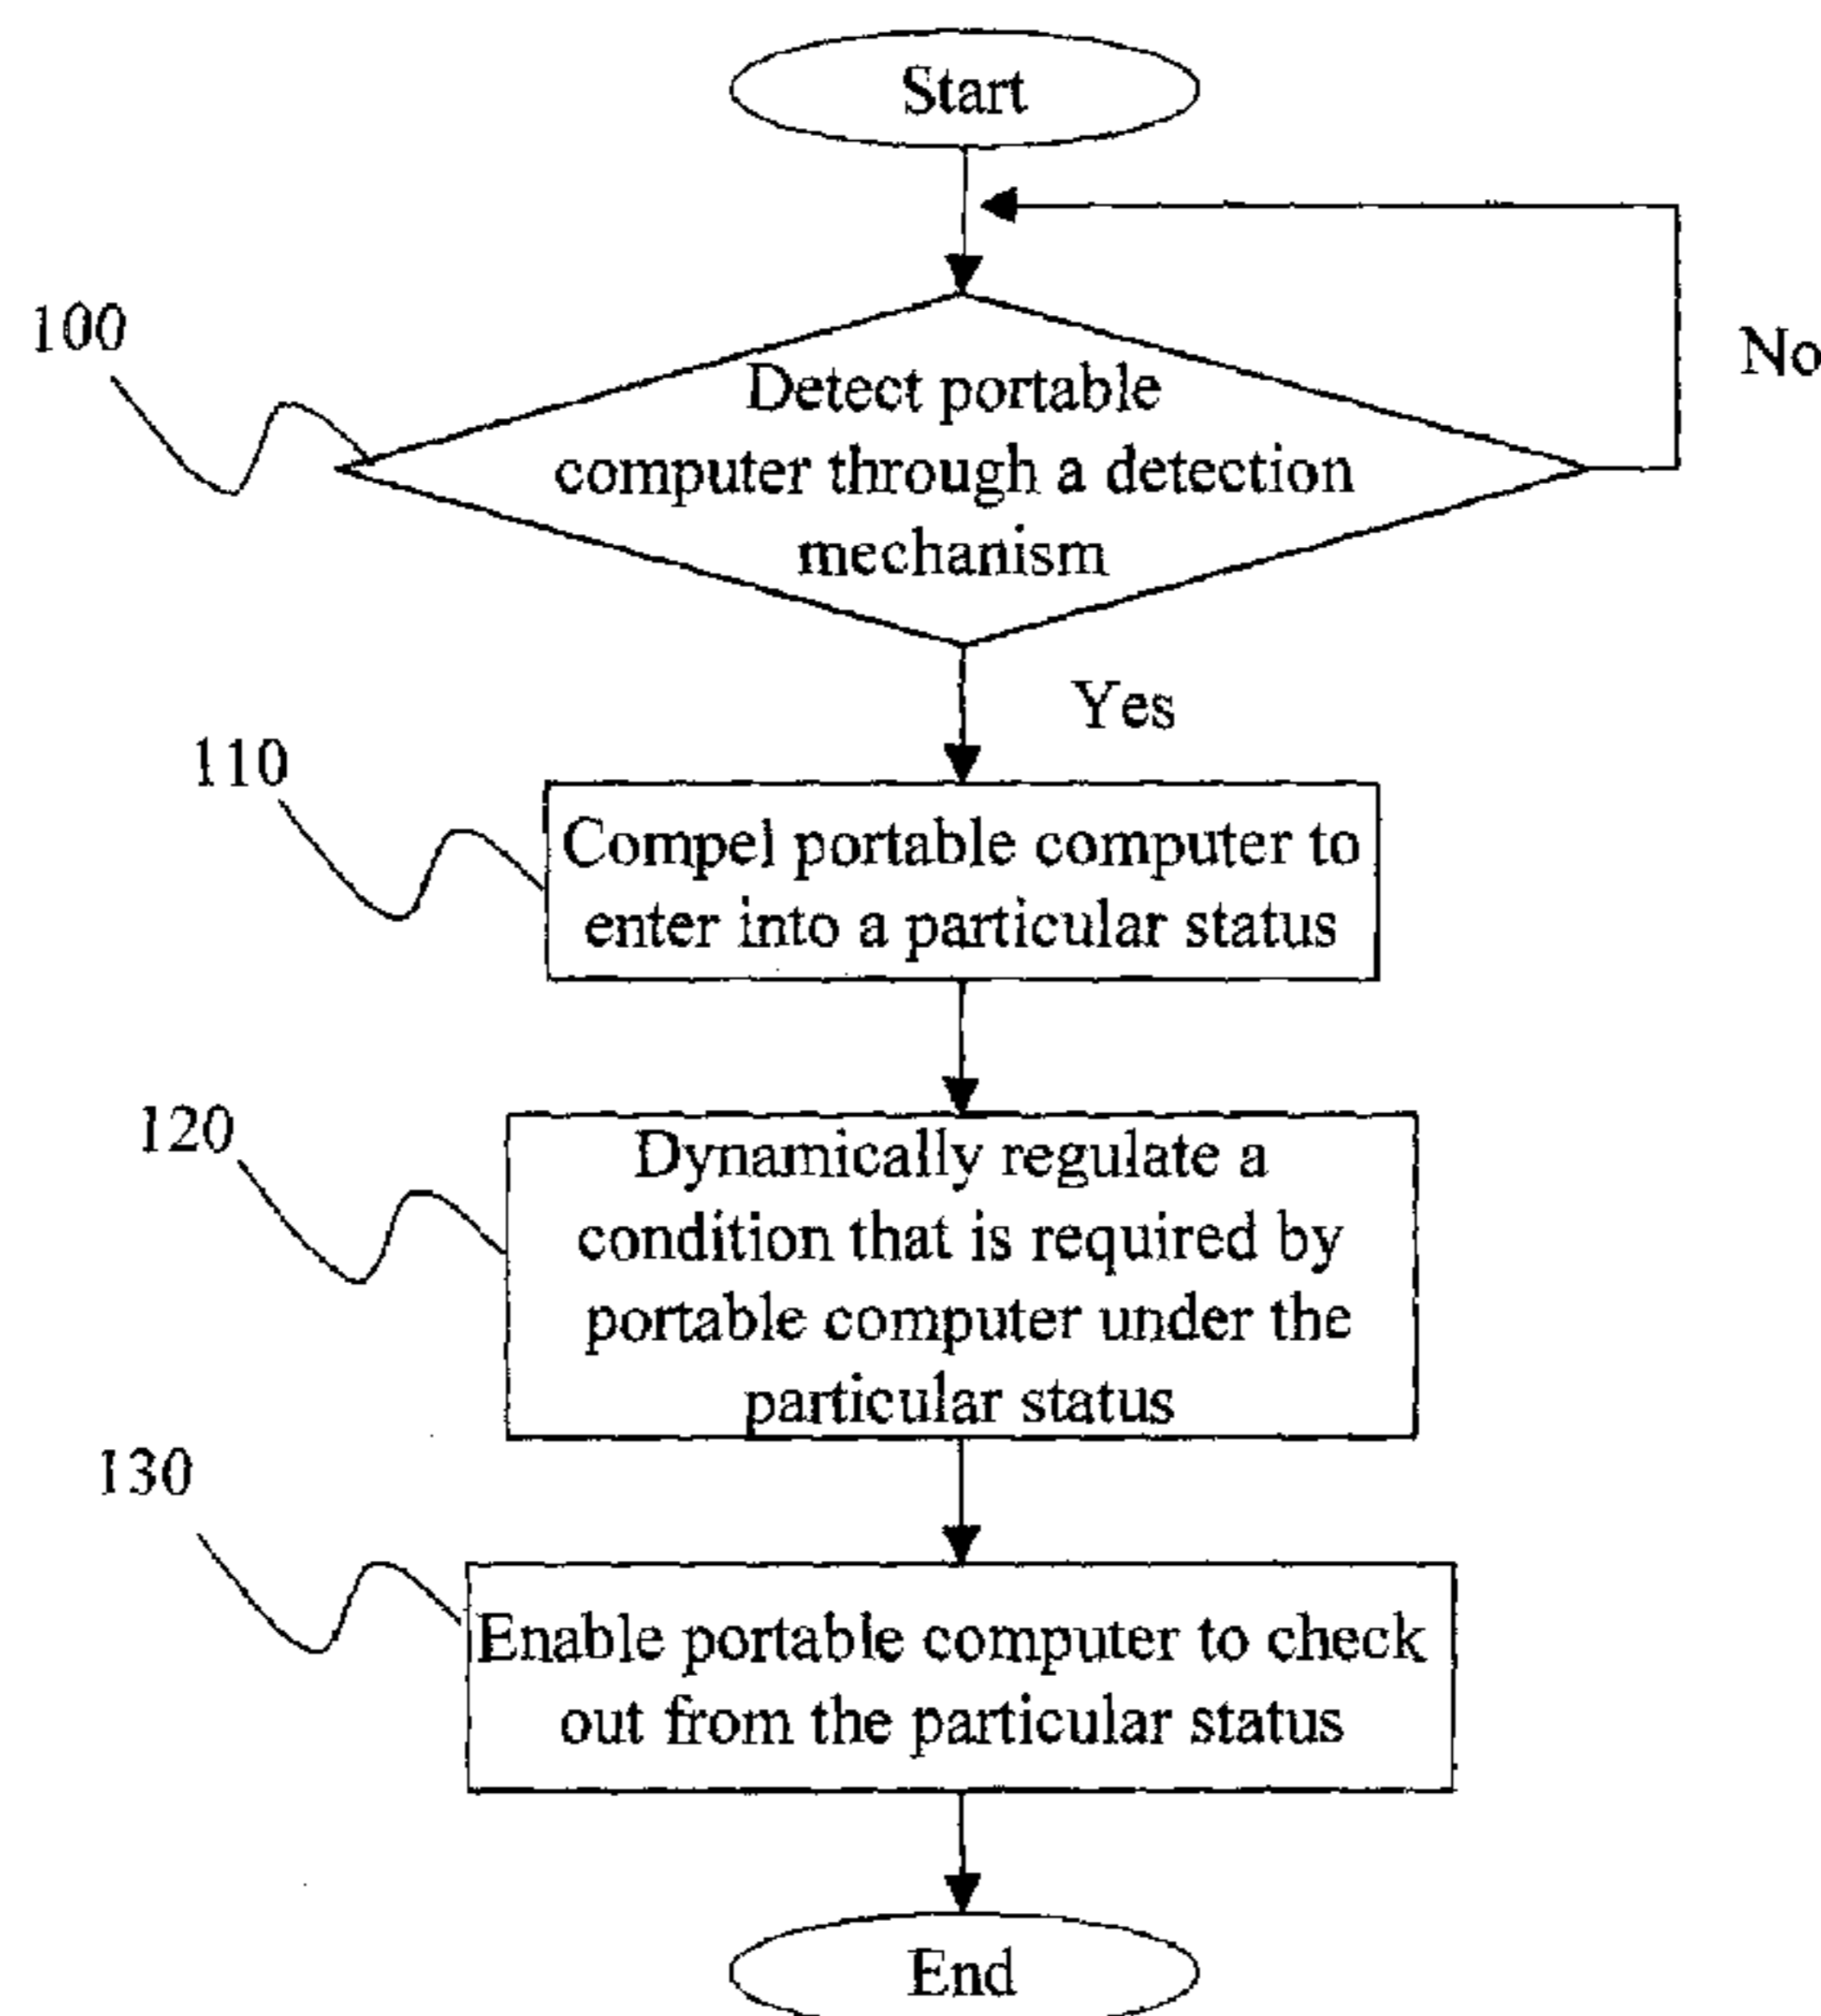 Start
No
100
Detect portable
computer through a detection
mechanism
Yes
110
Compel portable computer to
enter into a particular status
120
Dynamically regulate a
condition that is required by
portable computer under the
particular status
130
Enable portable computer to check
out from the particular status
End